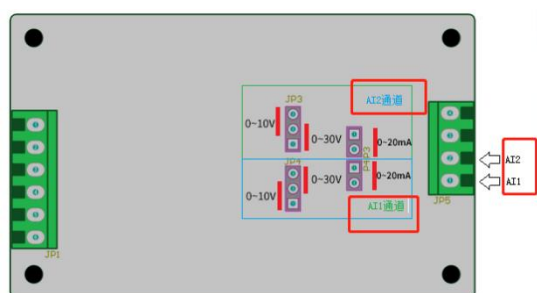 JP3
AI2通道
0~10V
0~30V
0~20mA
AI2
JP4
0~30V
0~20mA
AI1
0~10V
AI1通道
JP5
JP1